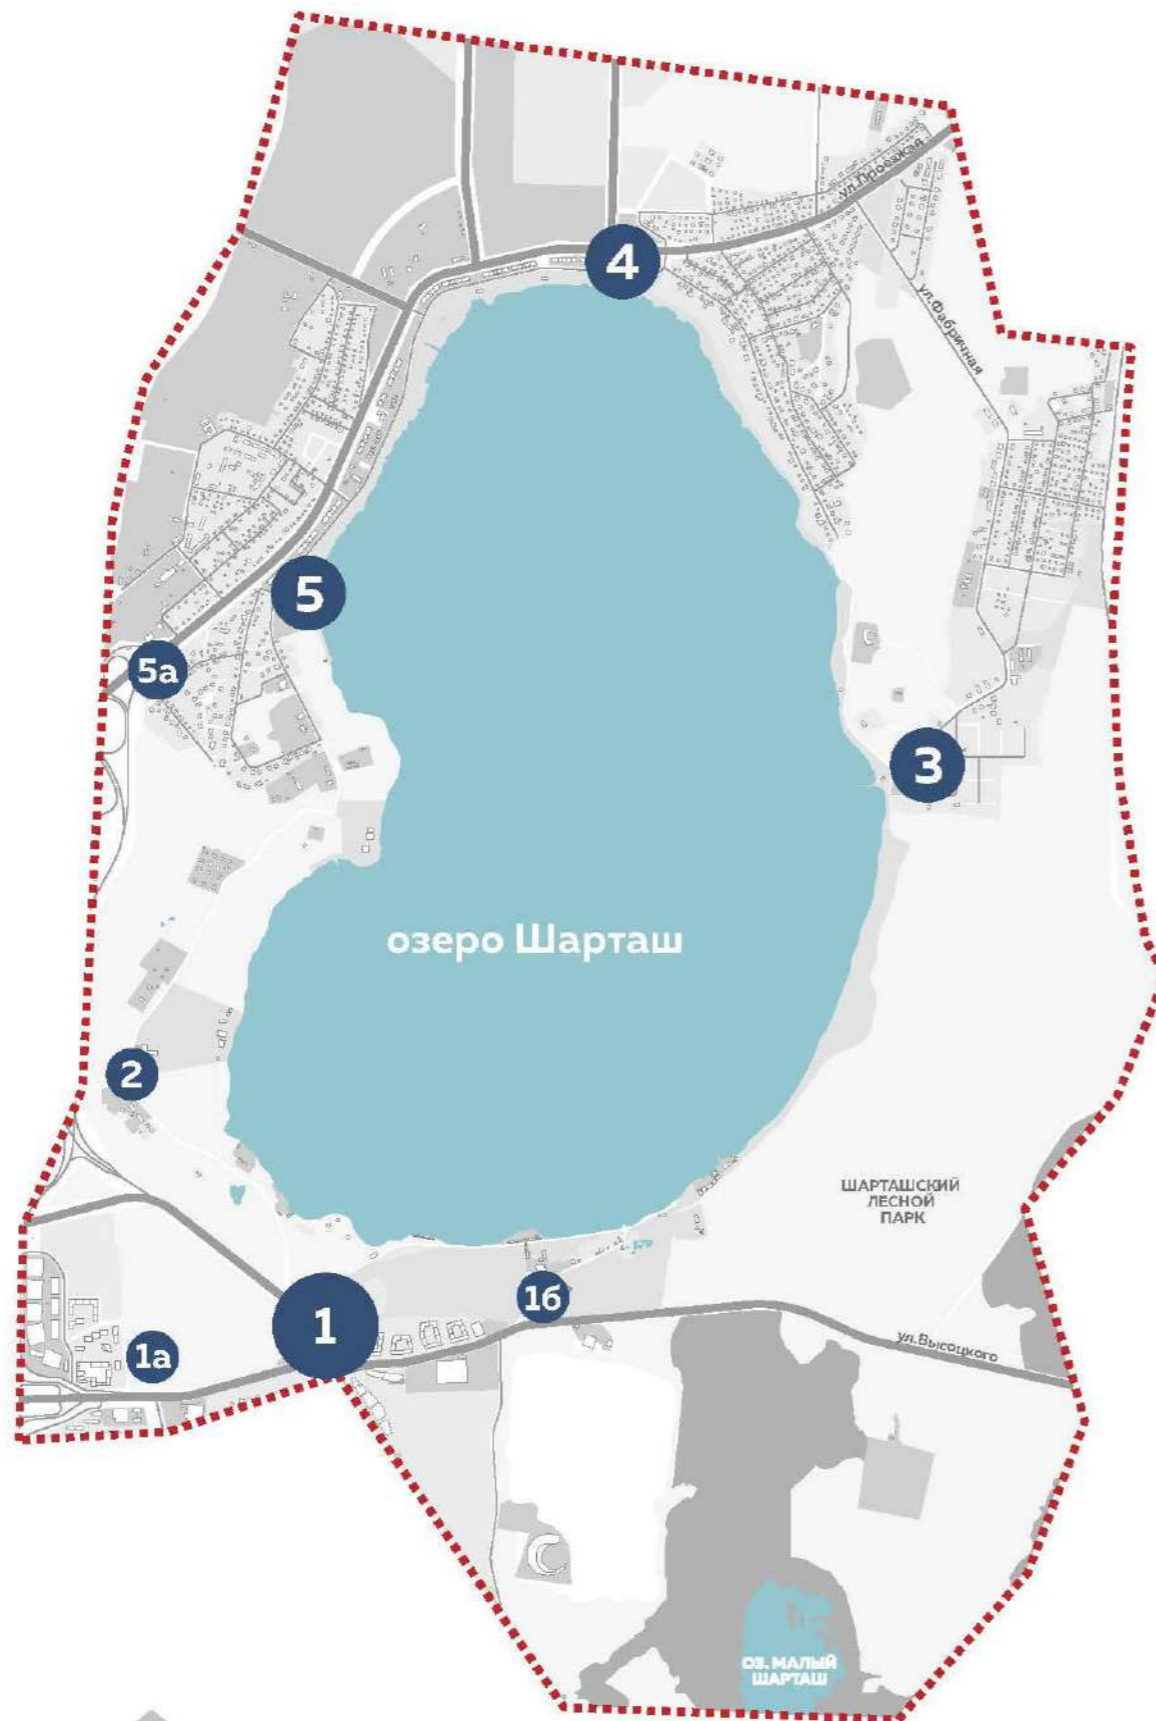 ул.Проезжая
4
ул.Фабричная
5
5а
3
озеро Шарташ
2
ШАРТАШСКИЙ
ЛЕСНОЙ
ПАРК
1б
1
ул.Высоцкого
1а
ОЗ. МАЛЫЙ
ШАРТАШ